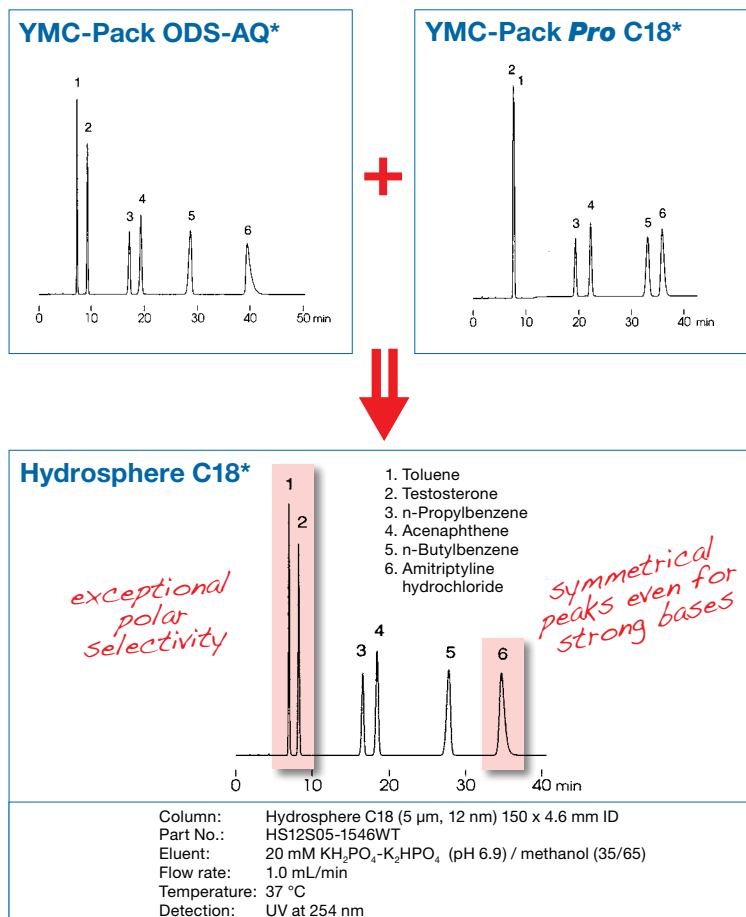 YMC-Pack ODS-AQ*
1
2
3
4
5
6
0 10 20 30 40 50 min
YMC-Pack Pro C18*
2
1
3
4
5
6
0 10 20 30 40 min
Hydrosphere C18*
1
2
3
4
5
6
1. Toluene
2. Testosterone
3. n-Propylbenzene
4. Acenaphthene
5. n-Butylbenzene
6. Amitriptyline
hydrochloride
exceptional
polar
selectivity
symmetrical
peaks even for
strong bases
0 10 20 30 40 min
Column: Hydrosphere C18 (5 µm, 12 nm) 150 x 4.6 mm ID
Part No.: HS12S05-1546WT
Eluent: 20 mM KH₂PO₄-K₂HPO₄ (pH 6.9) / methanol (35/65)
Flow rate: 1.0 mL/min
Temperature: 37 °C
Detection: UV at 254 nm